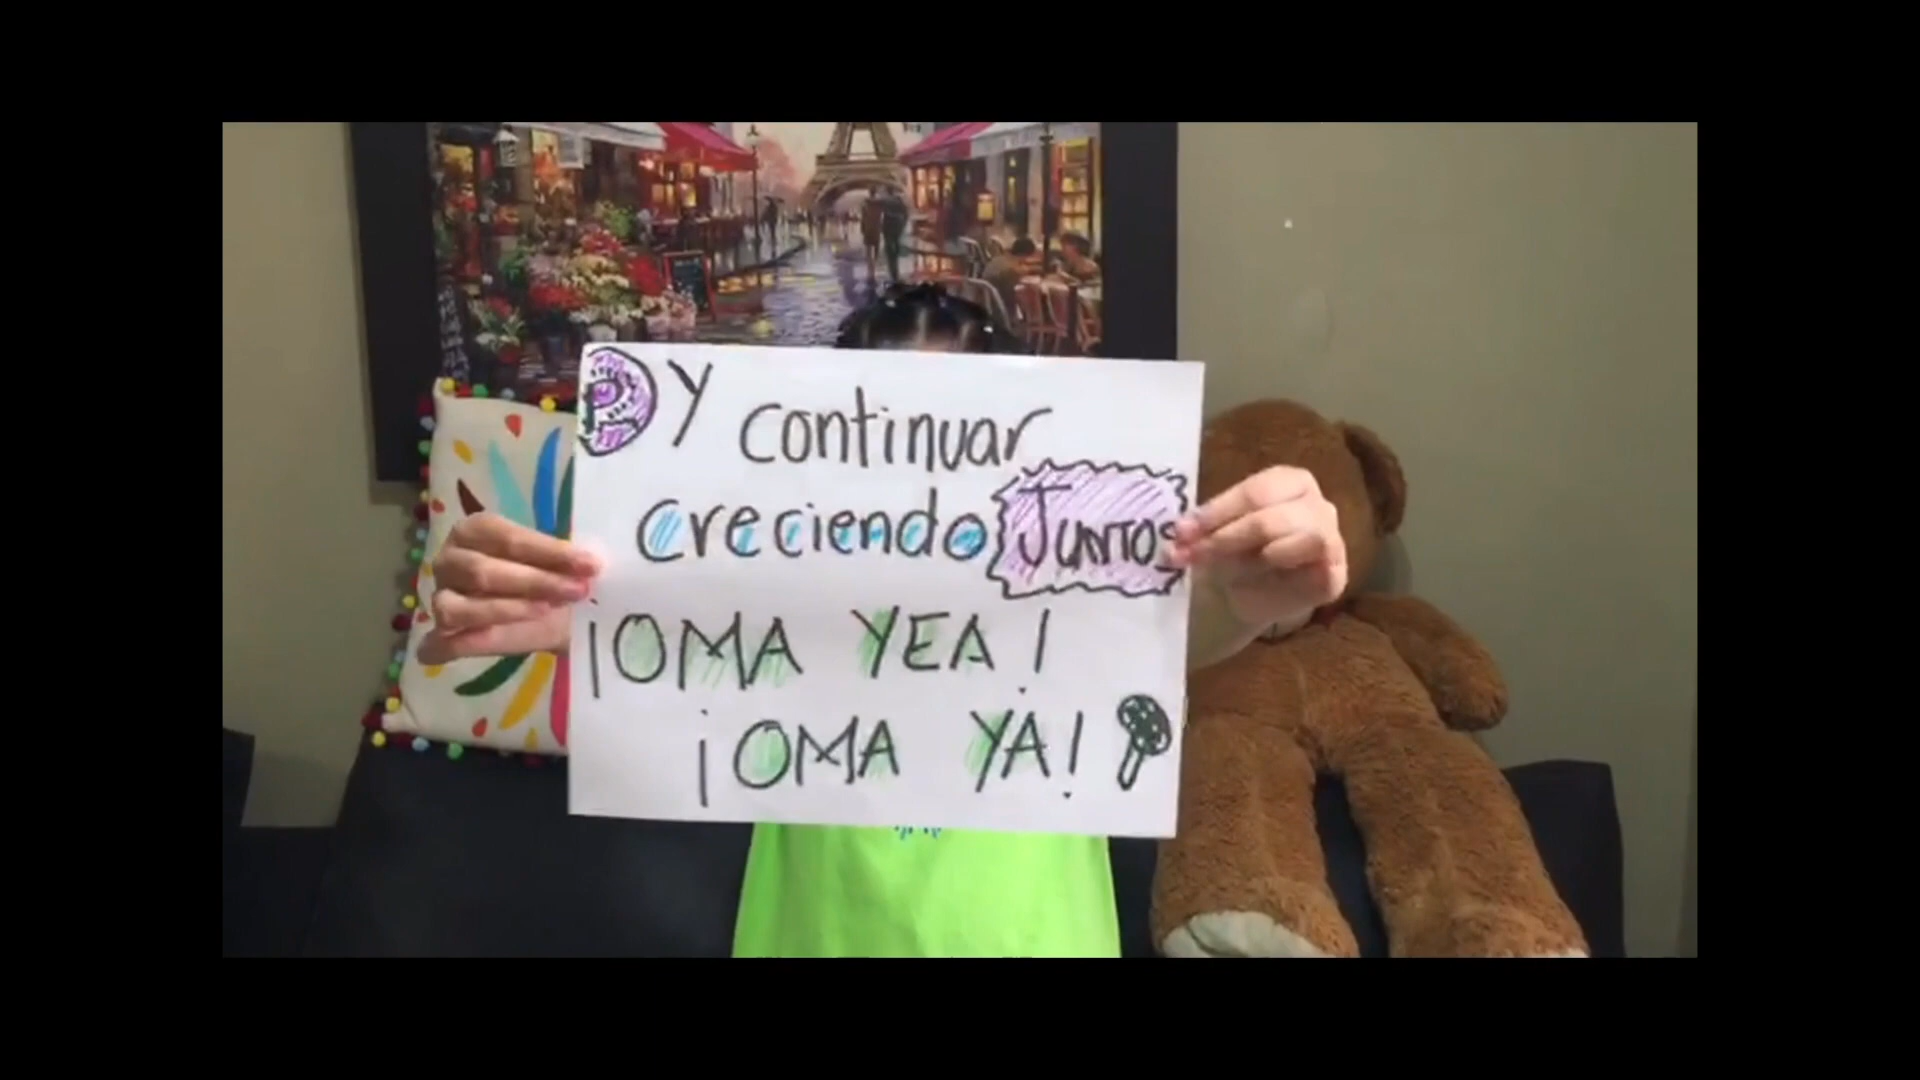 Y continuar
creciendo Juntos
¡OMA YEA!
¡OMA YA!